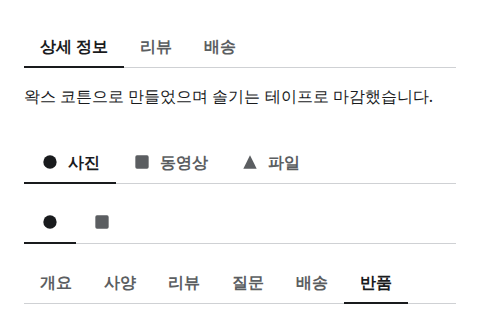 상세 정보 리뷰 배송
왁스 코튼으로 만들었으며 솔기는 테이프로 마감했습니다.
사진 동영상 파일
개요 사양 리뷰 질문 배송 반품